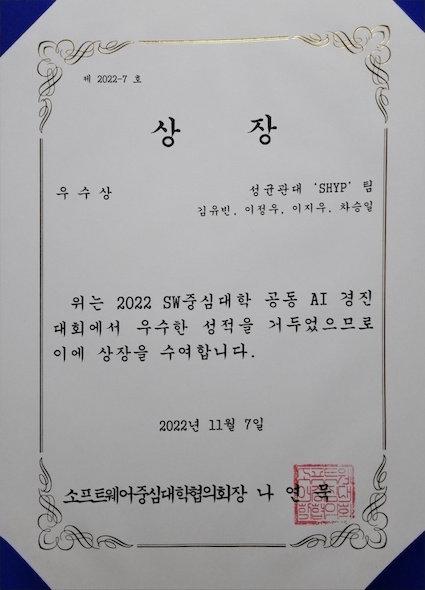 제 2022-7 호
상 장
우 수 상
성균관대 ‘SHYP’ 팀
김유빈, 이정우, 이지우, 차승일
위는 2022 SW중심대학 공동 AI 경진
대회에서 우수한 성적을 거두었으므로
이에 상장을 수여합니다.
2022년 11월 7일
소프트웨어중심대학협의회장 나 연 묵